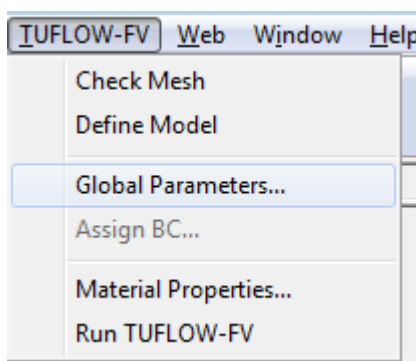 TUFLOW-FV Web Window Help
Check Mesh
Define Model
Global Parameters...
Assign BC...
Material Properties...
Run TUFLOW-FV